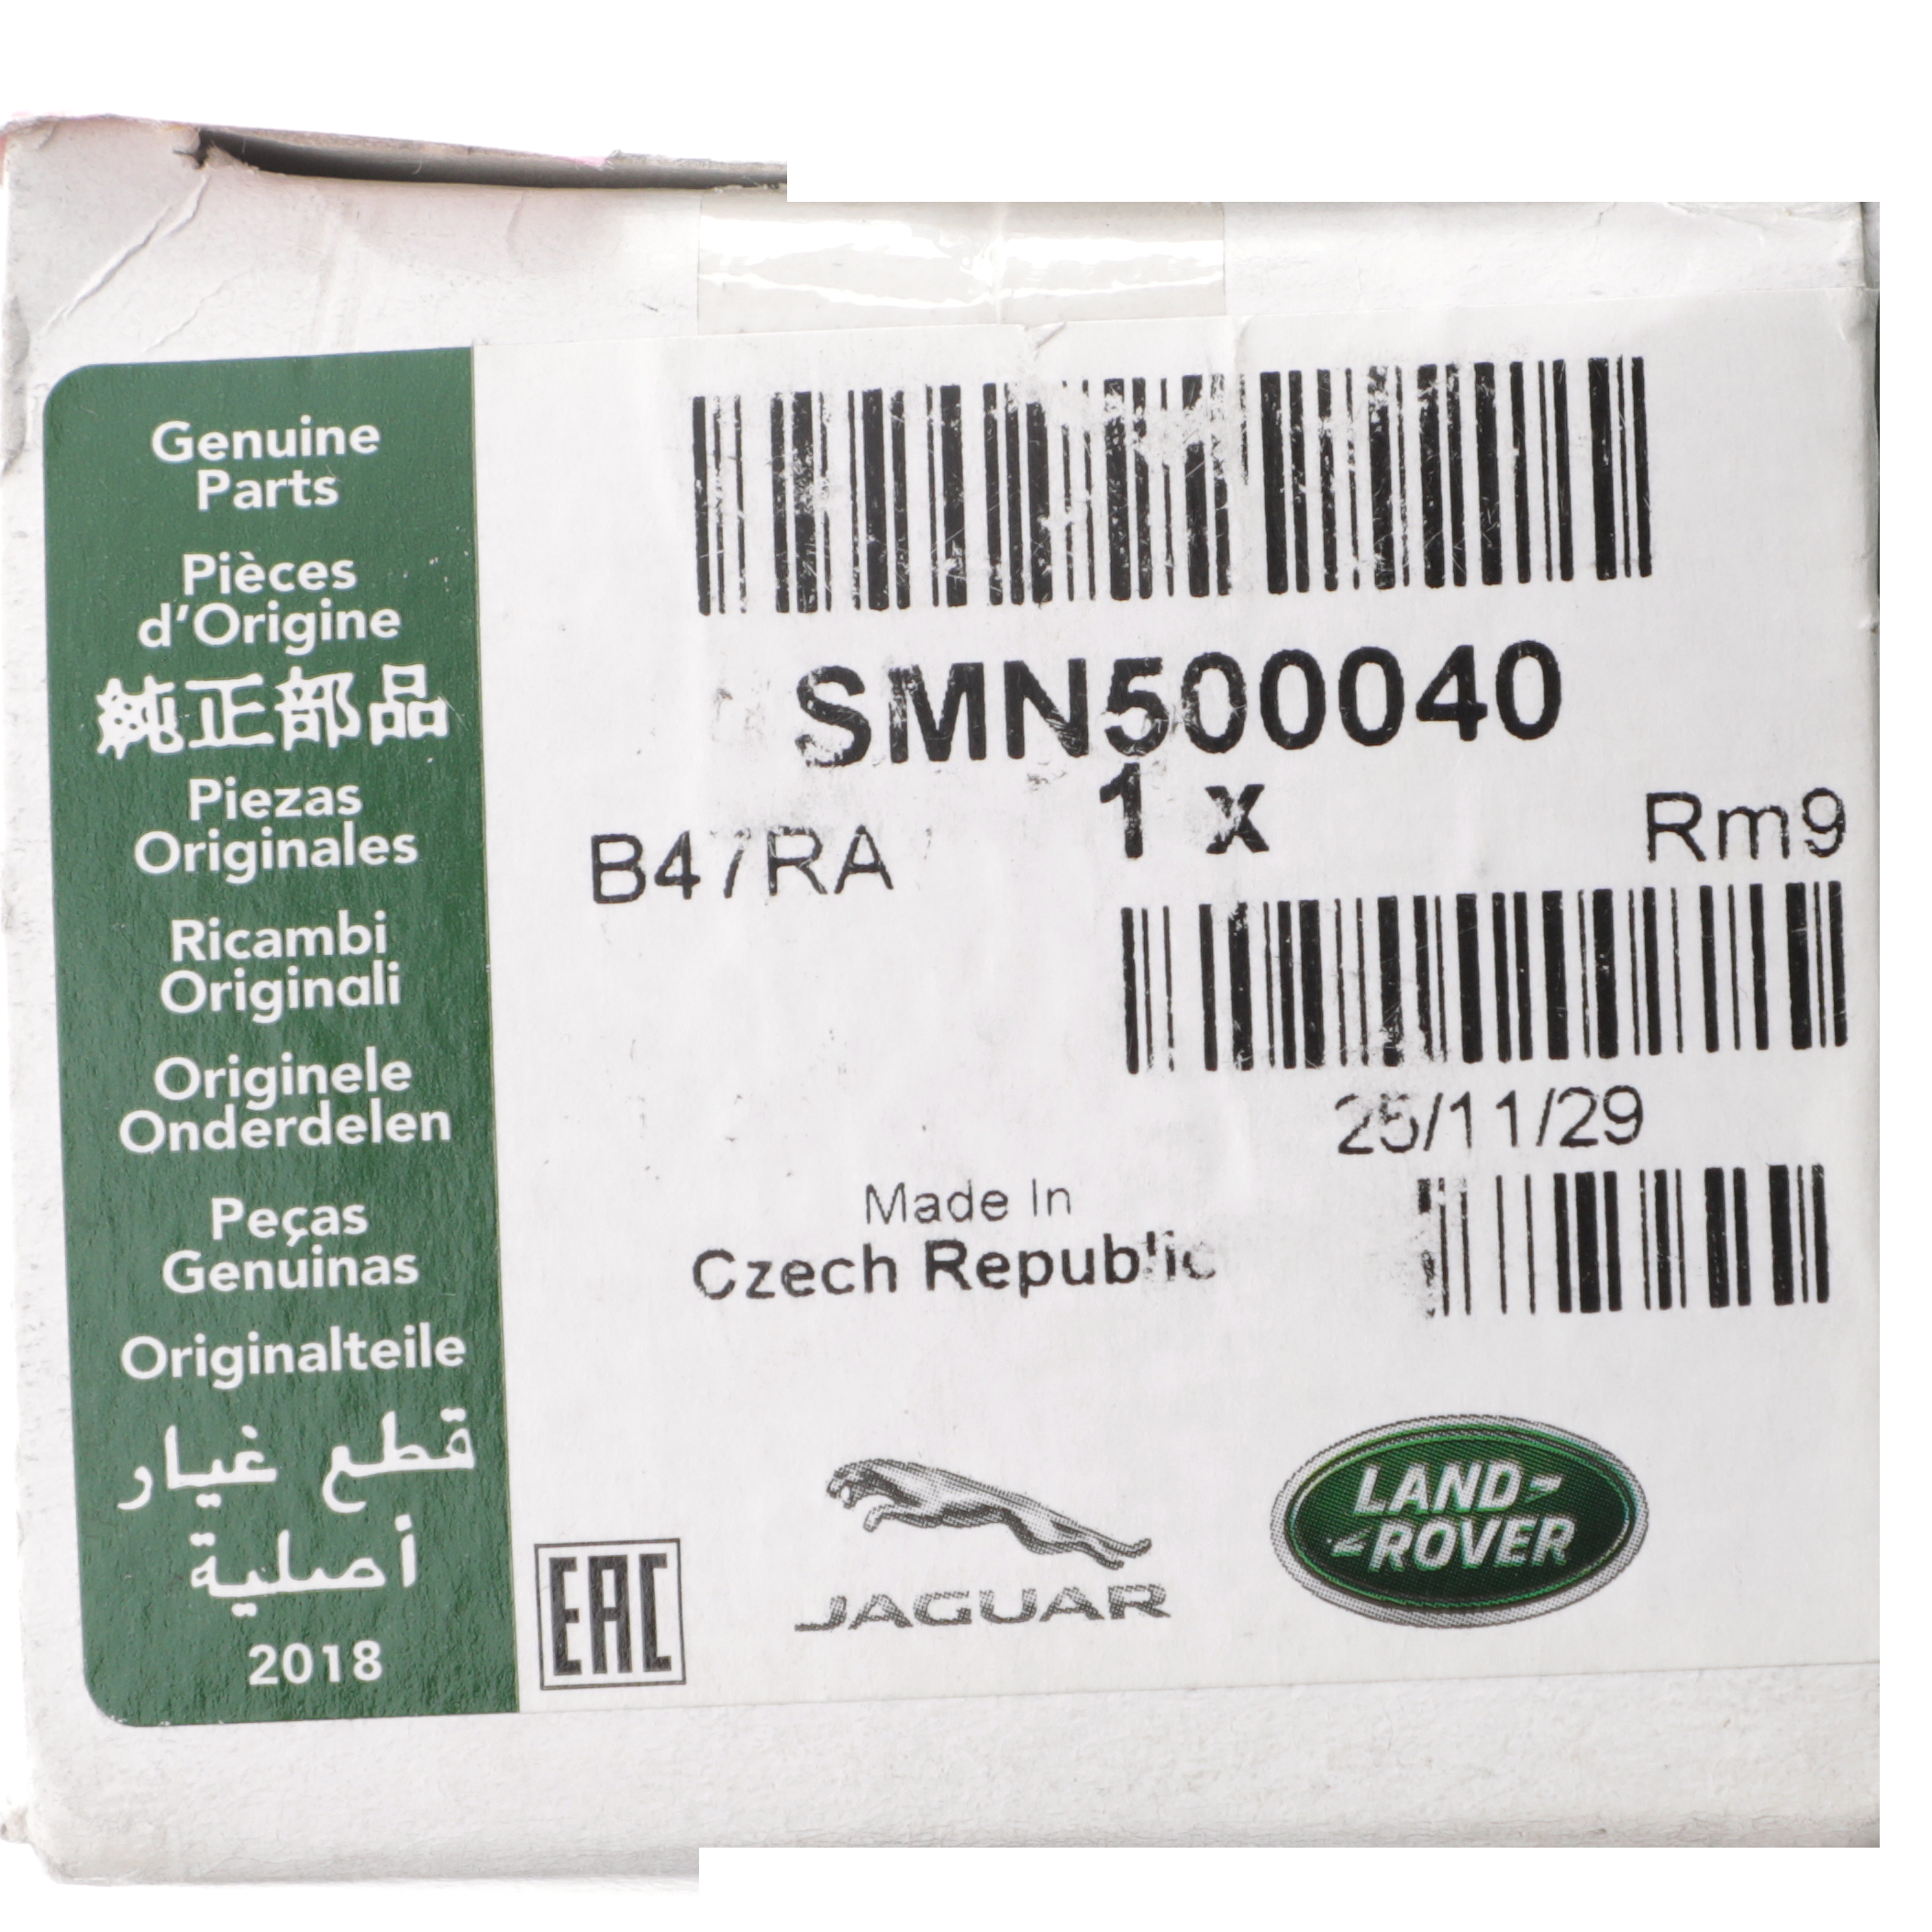 Genuine
Parts
Pièces
d'Origine
純正部品
Piezas
Originales
Ricambi
Originali
Originele
Onderdelen
Peças
Genuinas
Originalteile
قطع غيار
أصلية
2018
SMN500040
1 x
B47RA
Rm9
25/11/29
Made In
Czech Republic
EAC
JAGUAR
LAND-
ROVER